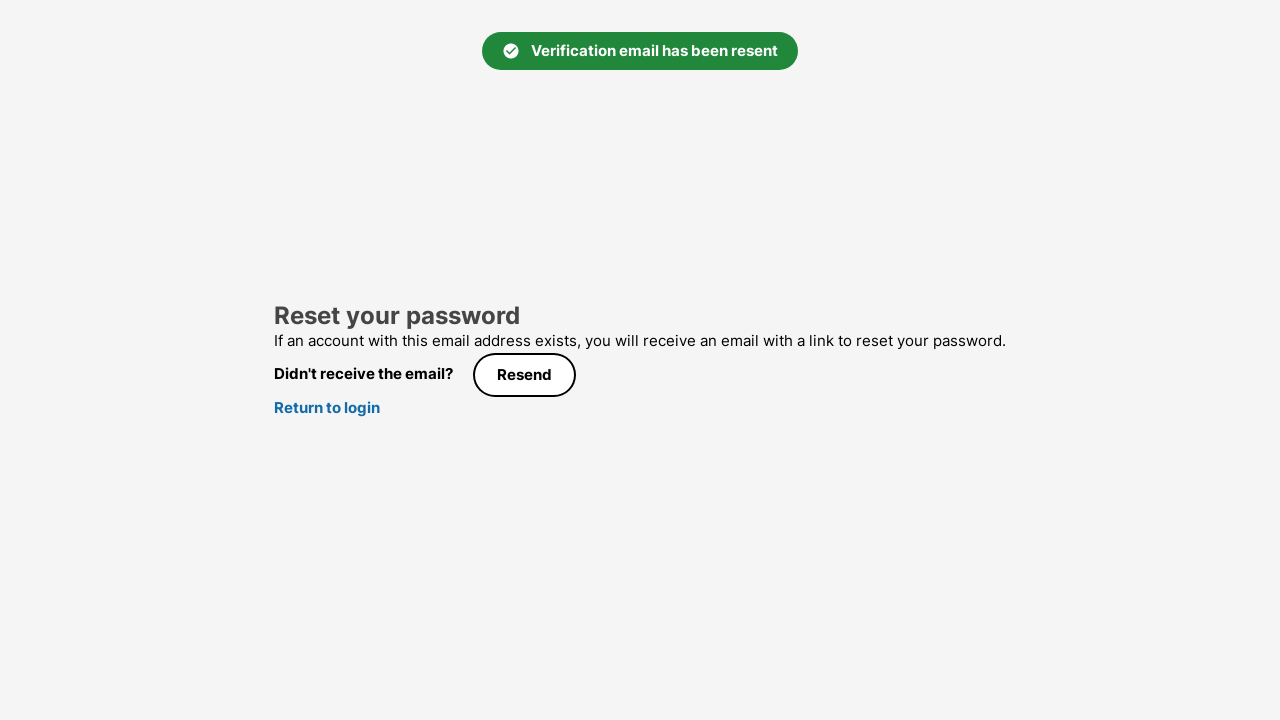 Verification email has been resent
Reset your password
If an account with this email address exists, you will receive an email with a link to reset your password.
Didn't receive the email? Resend
Return to login